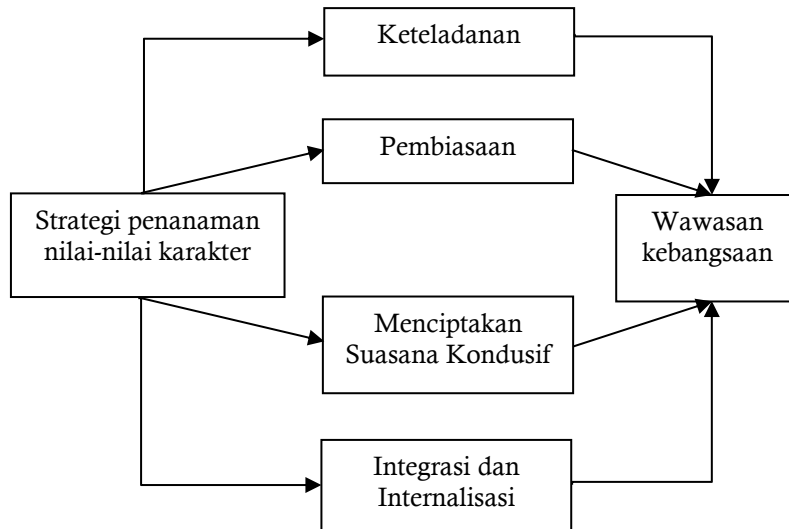 Keteladanan
Pembiasaan
Strategi penanaman
nilai-nilai karakter
Wawasan
kebangsaan
Menciptakan
Suasana Kondusif
Integrasi dan
Internalisasi